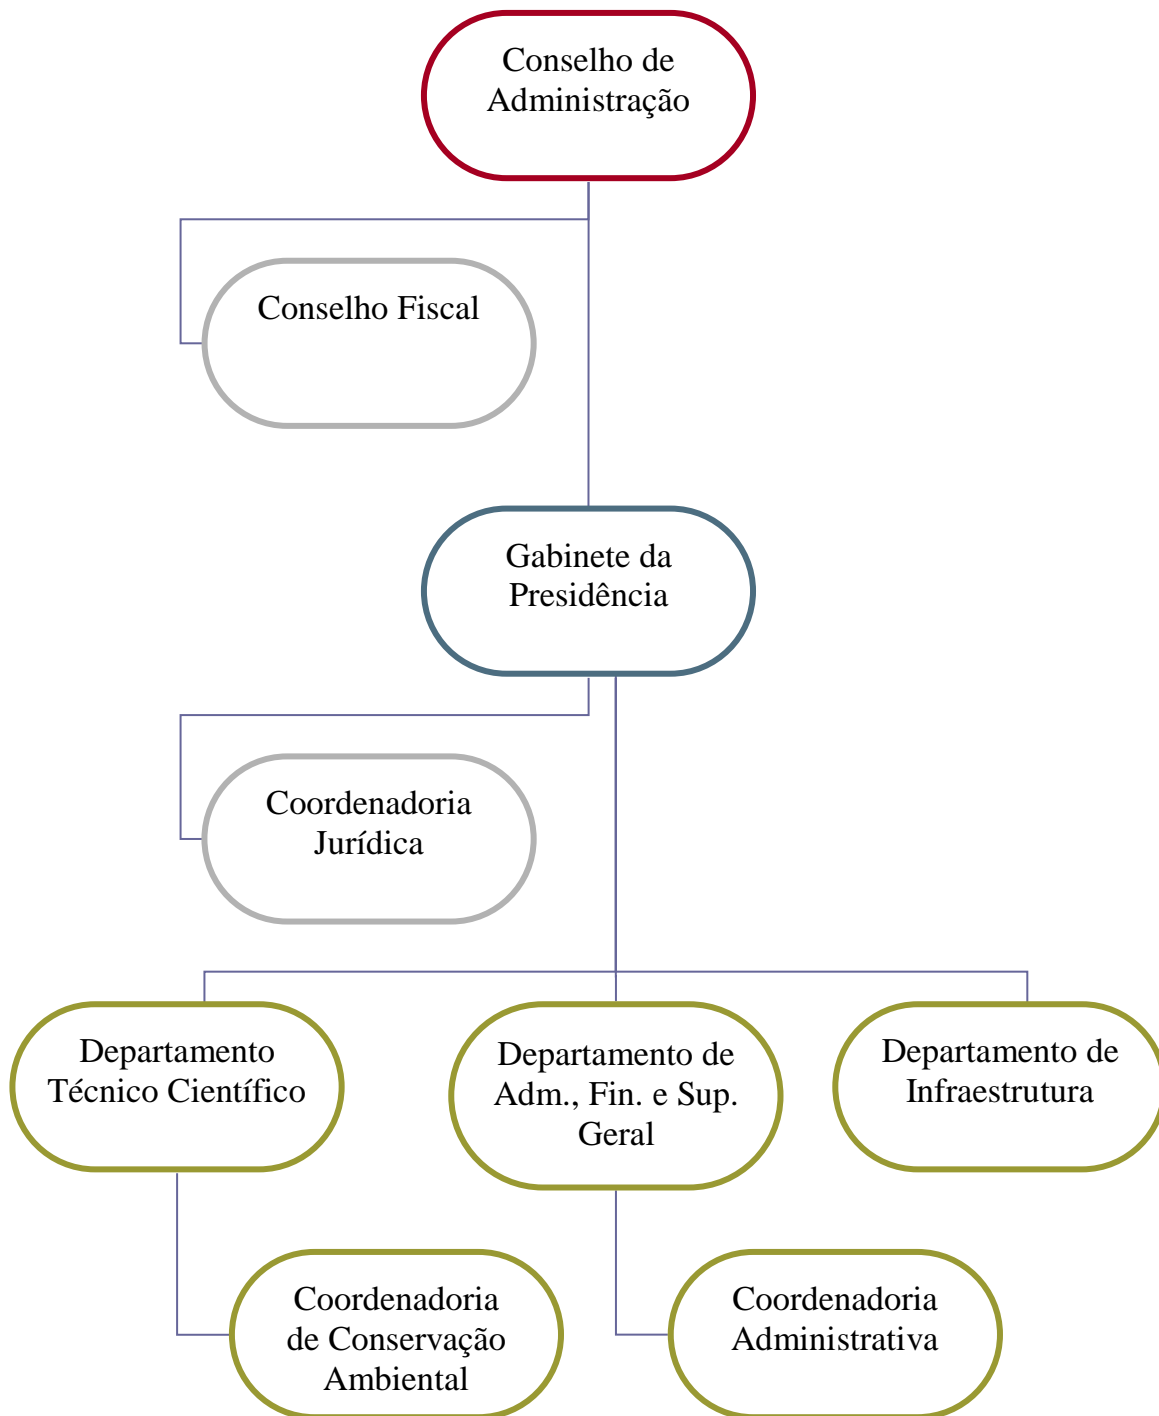 Conselho de
Administração
Conselho Fiscal
Gabinete da
Presidência
Coordenadoria
Jurídica
Departamento
Técnico Científico
Departamento de
Adm., Fin. e Sup.
Geral
Departamento de
Infraestrutura
Coordenadoria
de Conservação
Ambiental
Coordenadoria
Administrativa